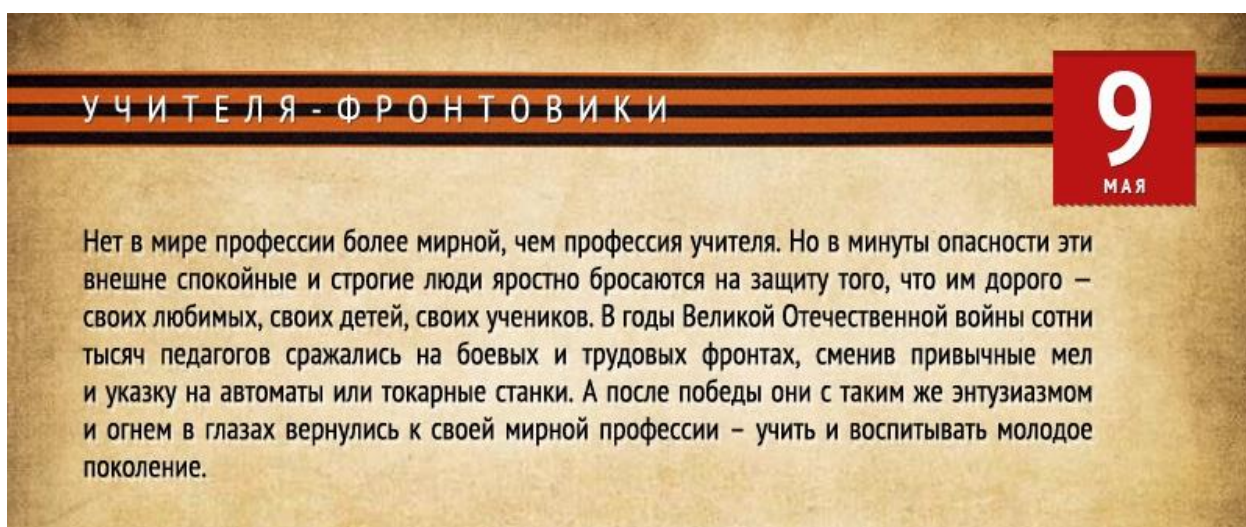 УЧИТЕЛЯ-ФРОНТОВИКИ
9
МАЯ
Нет в мире профессии более мирной, чем профессия учителя. Но в минуты опасности эти
внешне спокойные и строгие люди яростно бросаются на защиту того, что им дорого —
своих любимых, своих детей, своих учеников. В годы Великой Отечественной войны сотни
тысяч педагогов сражались на боевых и трудовых фронтах, сменив привычные мел
и указку на автоматы или токарные станки. А после победы они с таким же энтузиазмом
и огнем в глазах вернулись к своей мирной профессии – учить и воспитывать молодое
поколение.